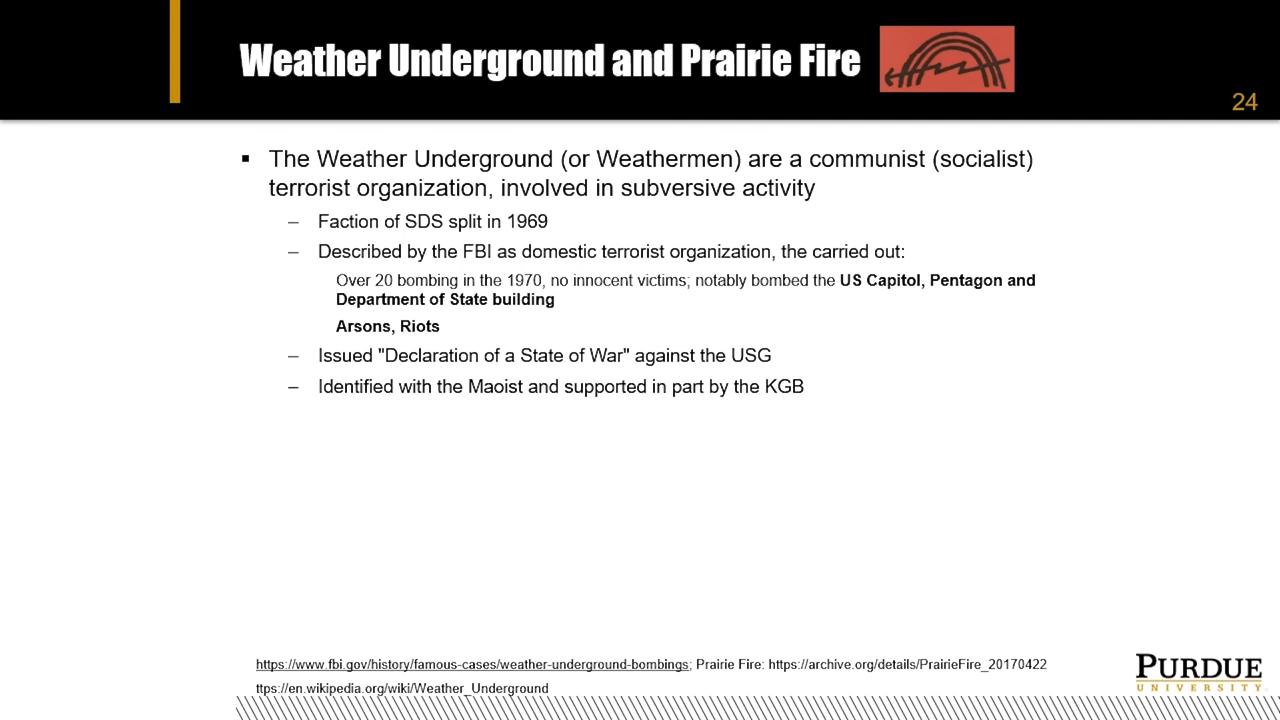 Weather Underground and Prairie Fire
24
▪ The Weather Underground (or Weathermen) are a communist (socialist)
terrorist organization, involved in subversive activity
– Faction of SDS split in 1969
– Described by the FBI as domestic terrorist organization, the carried out:
Over 20 bombing in the 1970, no innocent victims; notably bombed the US Capitol, Pentagon and
Department of State building
Arsons, Riots
– Issued "Declaration of a State of War" against the USG
– Identified with the Maoist and supported in part by the KGB
https://www.fbi.gov/history/famous-cases/weather-underground-bombings; Prairie Fire: https://archive.org/details/PrairieFire_20170422
ttps://en.wikipedia.org/wiki/Weather_Underground
PURDUE
UNIVERSITY